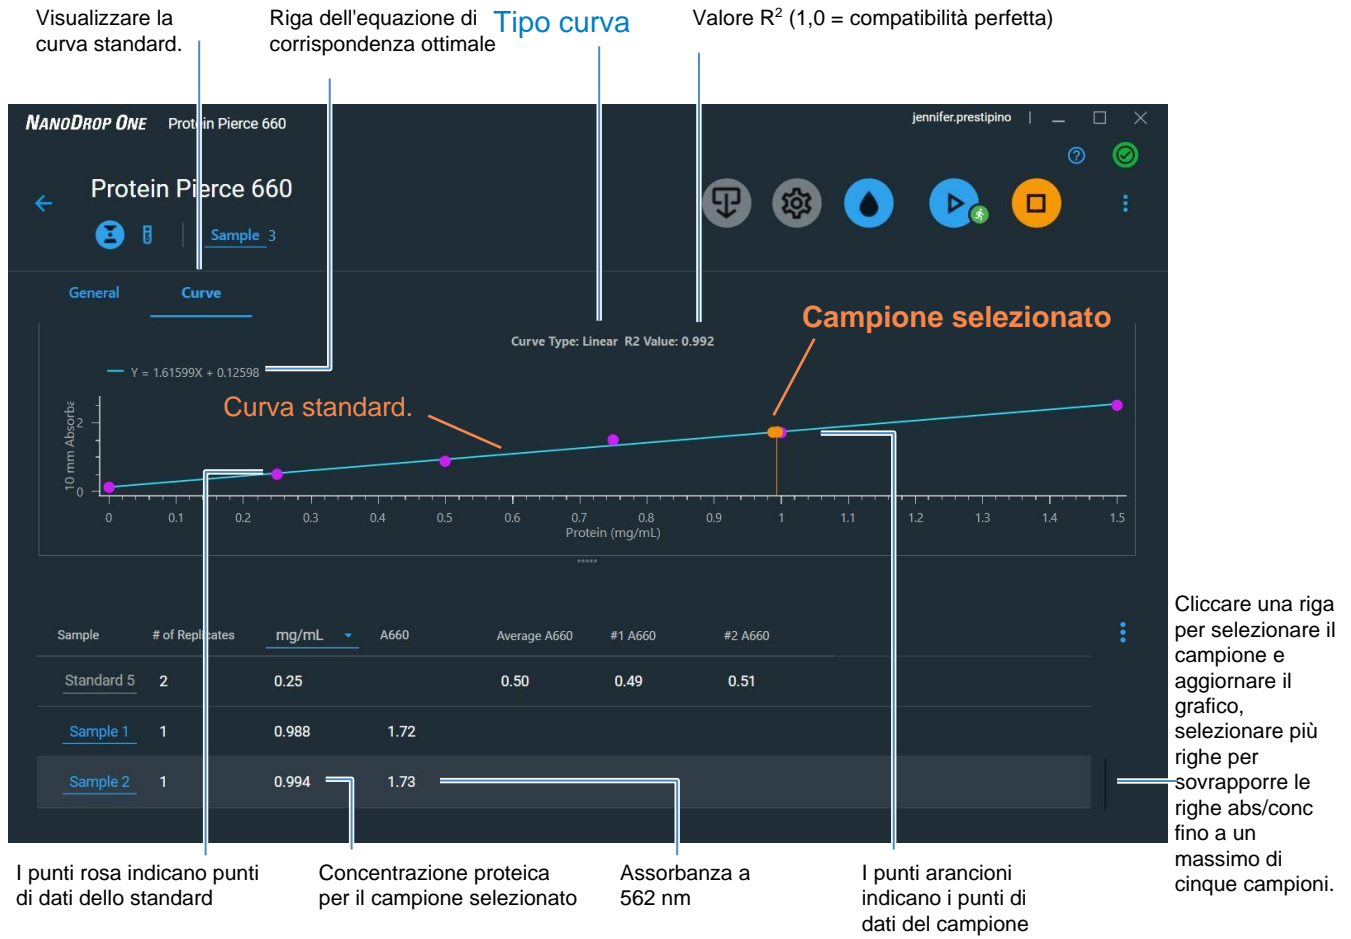 Visualizzare la
curva standard.
Riga dell'equazione di
corrispondenza ottimale
Tipo curva
Valore R² (1,0 = compatibilità perfetta)
NANODROP ONE Protein Pierce 660
jennifer.prestipino
Protein Pierce 660
Sample 3
General Curve
Campione selezionato
Curve Type: Linear R2 Value: 0.992
Y = 1.61599X + 0.12598
Curva standard.
10 mm Absorba
2
0
0 0.1 0.2 0.3 0.4 0.5 0.6 0.7 0.8 0.9 1 1.1 1.2 1.3 1.4 1.5
Protein (mg/mL)
Sample # of Replicates mg/mL A660 Average A660 #1 A660 #2 A660
Standard 5 2 0.25 0.50 0.49 0.51
Sample 1 1 0.988 1.72
Sample 2 1 0.994 1.73
Cliccare una riga
per selezionare il
campione e
aggiornare il
grafico,
selezionare più
righe per
sovrapporre le
righe abs/conc
fino a un
massimo di
cinque campioni.
I punti rosa indicano punti
di dati dello standard
Concentrazione proteica
per il campione selezionato
Assorbanza a
562 nm
I punti arancioni
indicano i punti di
dati del campione